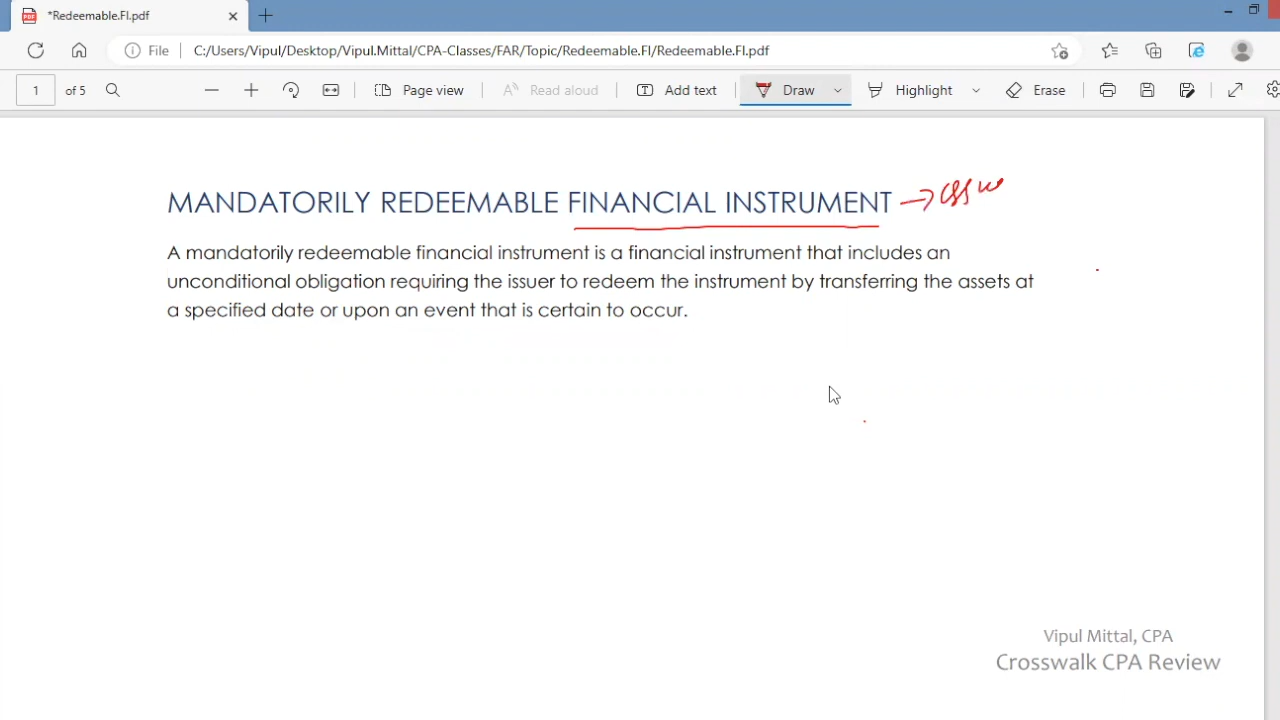 *Redeemable.FI.pdf
File C:/Users/Vipul/Desktop/Vipul.Mittal/CPA-Classes/FAR/Topic/Redeemable.FI/Redeemable.FI.pdf
1 of 5 Page view Read aloud Add text Draw Highlight Erase
MANDATORILY REDEEMABLE FINANCIAL INSTRUMENT
A mandatorily redeemable financial instrument is a financial instrument that includes an
unconditional obligation requiring the issuer to redeem the instrument by transferring the assets at
a specified date or upon an event that is certain to occur.
Vipul Mittal, CPA
Crosswalk CPA Review